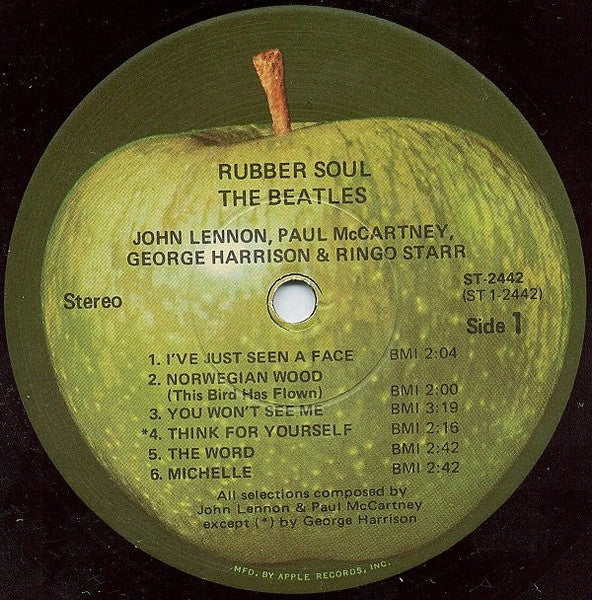 RUBBER SOUL
THE BEATLES
JOHN LENNON, PAUL McCARTNEY,
GEORGE HARRISON & RINGO STARR
Stereo
ST-2442
(ST 1-2442)
Side 1
1. I'VE JUST SEEN A FACE BMI 2:04
2. NORWEGIAN WOOD
(This Bird Has Flown) BMI 2:00
3. YOU WON'T SEE ME BMI 3:19
*4. THINK FOR YOURSELF BMI 2:16
5. THE WORD BMI 2:42
6. MICHELLE BMI 2:42
All selections composed by
John Lennon & Paul McCartney
except (*) by George Harrison
MFD. BY APPLE RECORDS, INC.